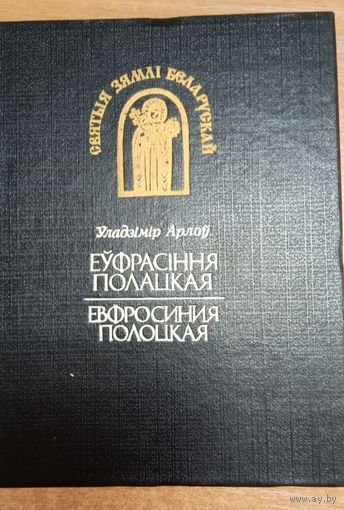 СВЯТЫЯ ЗЯМЛІ БЕЛАРУСКАЙ
Уладзімір Арлоў
ЕЎФРАСІННЯ
ПОЛАЦКАЯ
ЕВФРОСИНИЯ
ПОЛОЦКАЯ
www.ay.by